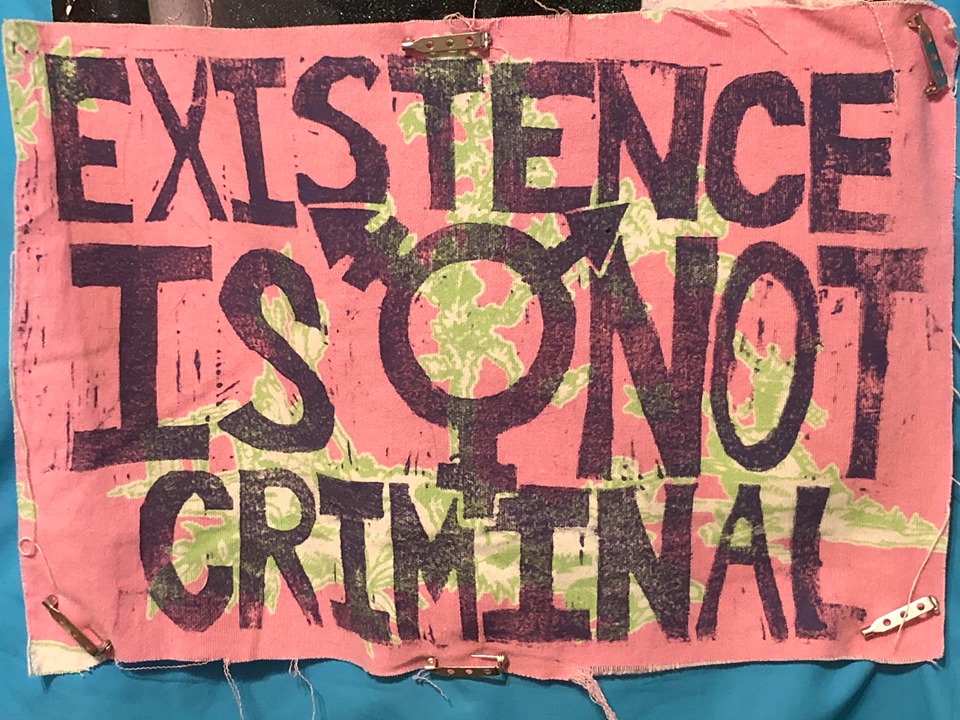 EXISTENCE
IS NOT
CRIMINAL